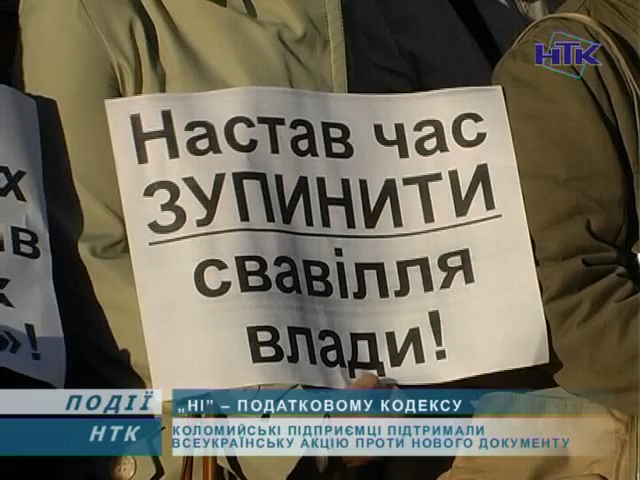 НТК
Настав час
ЗУПИНИТИ
свавілля
влади!
х
ів
х
»!
ПОДІЇ
НТК
„НІ” – ПОДАТКОВОМУ КОДЕКСУ
КОЛОМИЙСЬКІ ПІДПРИЄМЦІ ПІДТРИМАЛИ
ВСЕУКРАЇНСЬКУ АКЦІЮ ПРОТИ НОВОГО ДОКУМЕНТУ